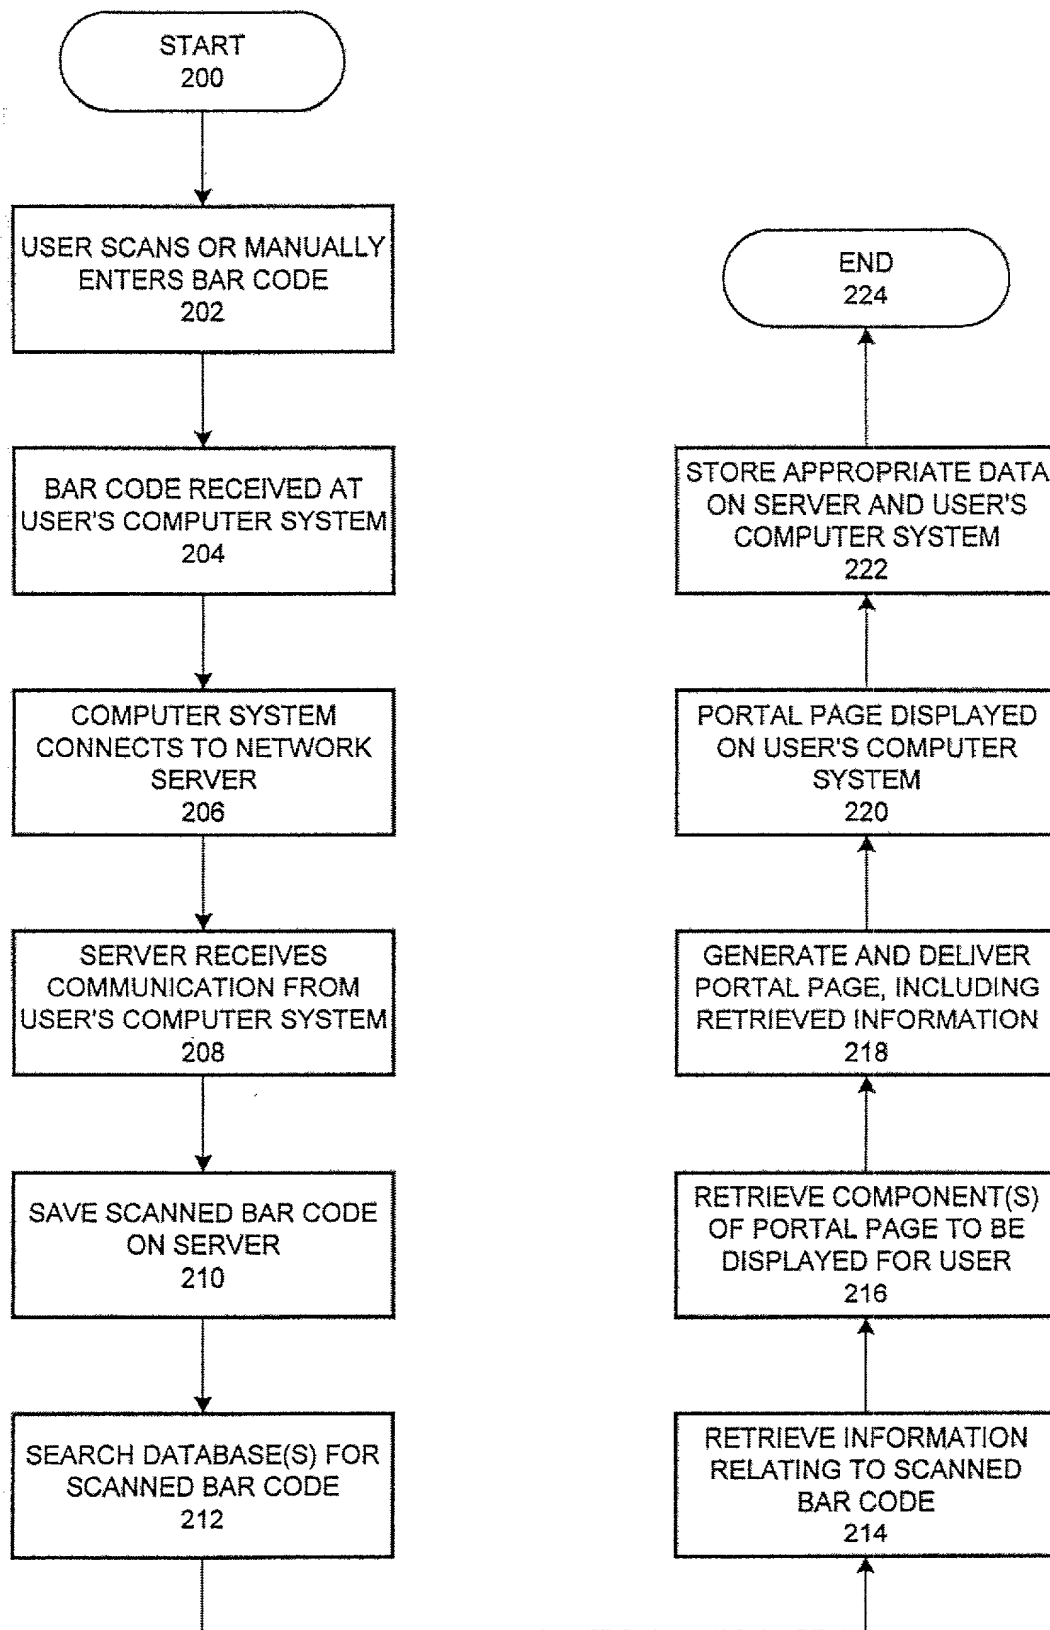 START
200
USER SCANS OR MANUALLY
ENTERS BAR CODE
202
BAR CODE RECEIVED AT
USER'S COMPUTER SYSTEM
204
COMPUTER SYSTEM
CONNECTS TO NETWORK
SERVER
206
SERVER RECEIVES
COMMUNICATION FROM
USER'S COMPUTER SYSTEM
208
SAVE SCANNED BAR CODE
ON SERVER
210
SEARCH DATABASE(S) FOR
SCANNED BAR CODE
212
RETRIEVE INFORMATION
RELATING TO SCANNED
BAR CODE
214
RETRIEVE COMPONENT(S)
OF PORTAL PAGE TO BE
DISPLAYED FOR USER
216
GENERATE AND DELIVER
PORTAL PAGE, INCLUDING
RETRIEVED INFORMATION
218
PORTAL PAGE DISPLAYED
ON USER'S COMPUTER
SYSTEM
220
STORE APPROPRIATE DATA
ON SERVER AND USER'S
COMPUTER SYSTEM
222
END
224